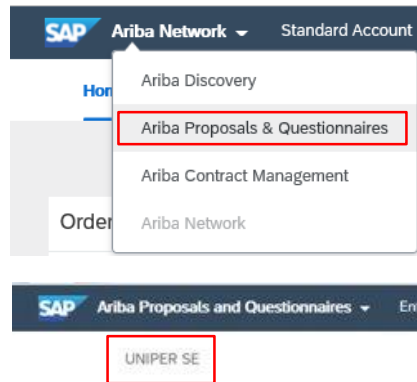 SAP Ariba Network Standard Account
Hom
Ariba Discovery
Ariba Proposals & Questionnaires
Ariba Contract Management
Order
Ariba Network
SAP Ariba Proposals and Questionnaires En
UNIPER SE